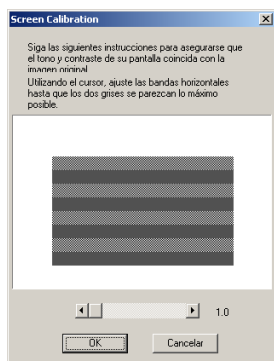 Screen Calibration
Siga las siguientes instrucciones para asegurarse que
el tono y contraste de su pantalla coincida con la
imagen original.
Utilizando el cursor, ajuste las bandas horizontales
hasta que los dos grises se parezcan lo máximo
posible.
1.0
OK
Cancelar